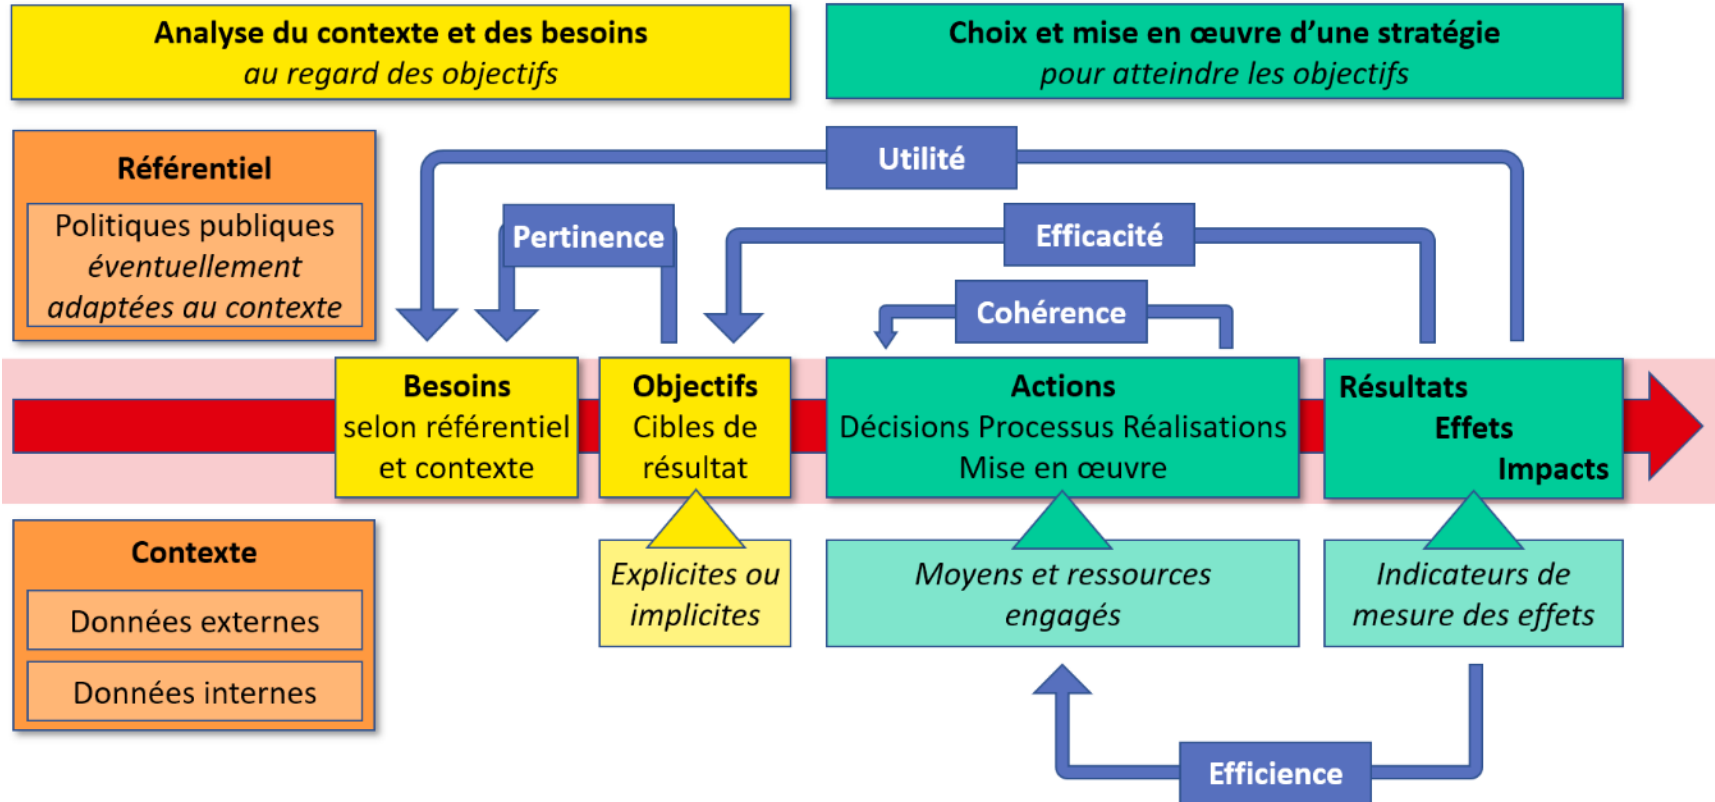 Analyse du contexte et des besoins
au regard des objectifs
Choix et mise en œuvre d’une stratégie
pour atteindre les objectifs
Référentiel
Politiques publiques
éventuellement
adaptées au contexte
Utilité
Pertinence
Efficacité
Cohérence
Besoins
selon référentiel
et contexte
Objectifs
Cibles de
résultat
Actions
Décisions Processus Réalisations
Mise en œuvre
Résultats
Effets
Impacts
Contexte
Données externes
Données internes
Explicites ou
implicites
Moyens et ressources
engagés
Indicateurs de
mesure des effets
Efficience